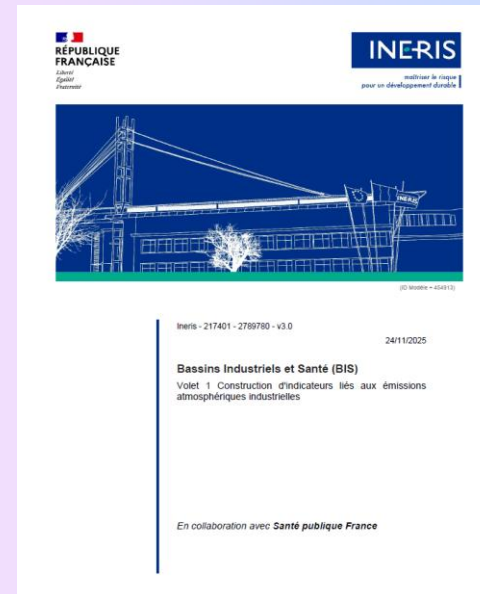 RÉPUBLIQUE
FRANÇAISE
Liberté
Égalité
Fraternité
INERIS
maîtriser le risque
pour un développement durable
INERIS
(ID Modèle = 454913)
Ineris - 217401 - 2789780 - v3.0
24/11/2025
Bassins Industriels et Santé (BIS)
Volet 1 Construction d'indicateurs liés aux émissions
atmosphériques industrielles
En collaboration avec Santé publique France